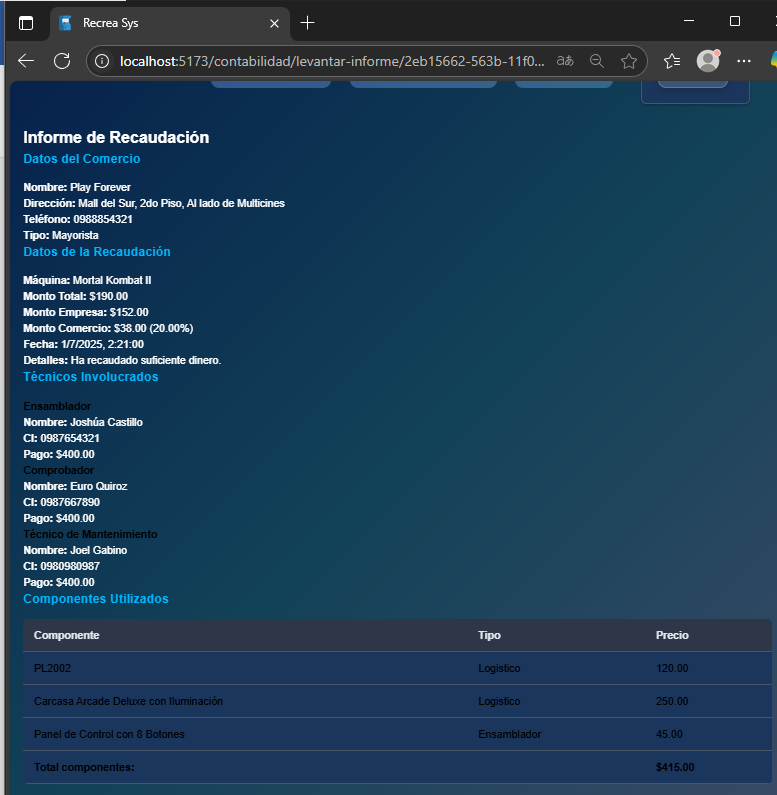 Recrea Sys
localhost:5173/contabilidad/levantar-informe/2eb15662-563b-11f0...
aあ
Informe de Recaudación
Datos del Comercio
Nombre: Play Forever
Dirección: Mall del Sur, 2do Piso, Al lado de Multicines
Teléfono: 0988854321
Tipo: Mayorista
Datos de la Recaudación
Máquina: Mortal Kombat II
Monto Total: $190.00
Monto Empresa: $152.00
Monto Comercio: $38.00 (20.00%)
Fecha: 1/7/2025, 2:21:00
Detalles: Ha recaudado suficiente dinero.
Técnicos Involucrados
Ensamblador
Nombre: Joshúa Castillo
CI: 0987654321
Pago: $400.00
Comprobador
Nombre: Euro Quiroz
CI: 0987667890
Pago: $400.00
Técnico de Mantenimiento
Nombre: Joel Gabino
CI: 0980980987
Pago: $400.00
Componentes Utilizados
Componente Tipo Precio
PL2002 Logistico 120.00
Carcasa Arcade Deluxe con Iluminación Logistico 250.00
Panel de Control con 8 Botones Ensamblador 45.00
Total componentes: $415.00